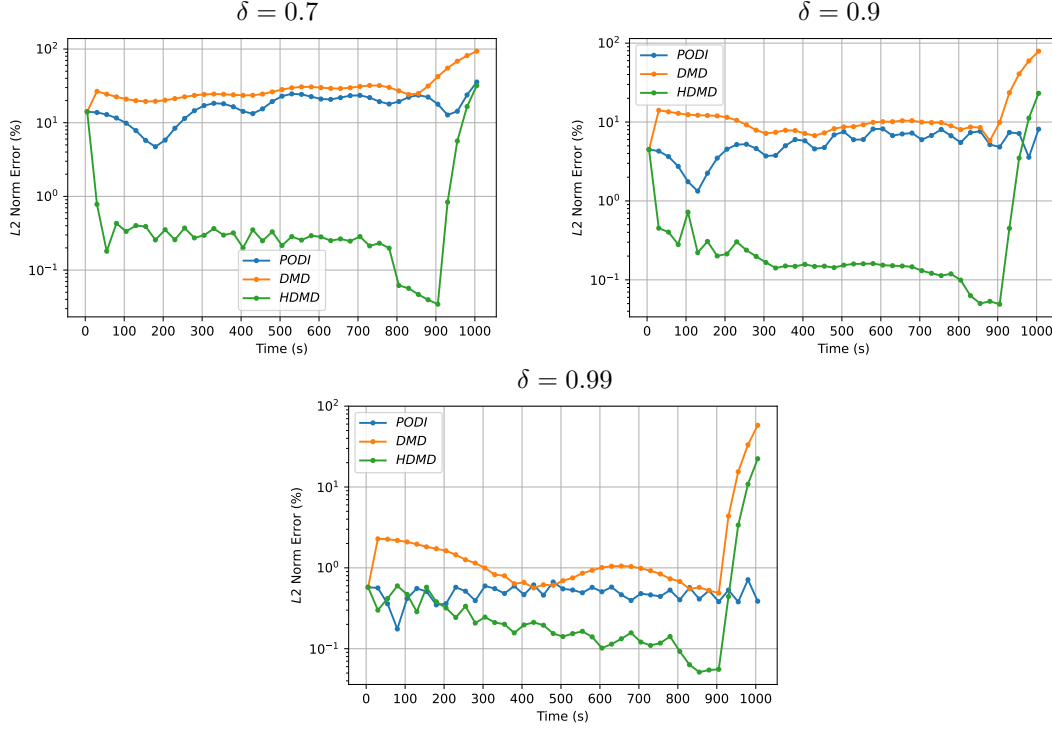 δ = 0.7
10²
10¹
10⁰
10⁻¹
L2 Norm Error (%)
PODI
DMD
HDMD
0 100 200 300 400 500 600 700 800 900 1000
Time (s)
δ = 0.9
10²
10¹
10⁰
10⁻¹
L2 Norm Error (%)
PODI
DMD
HDMD
0 100 200 300 400 500 600 700 800 900 1000
Time (s)
δ = 0.99
10²
10¹
10⁰
10⁻¹
L2 Norm Error (%)
PODI
DMD
HDMD
0 100 200 300 400 500 600 700 800 900 1000
Time (s)